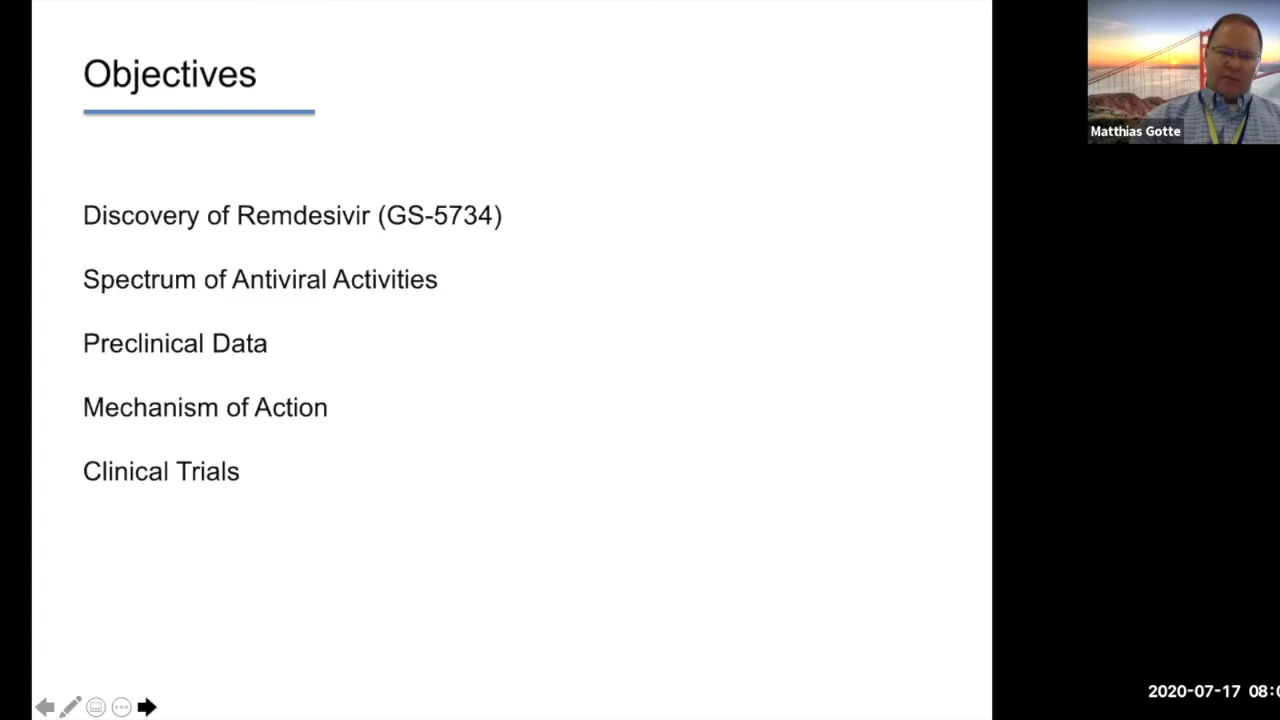 Objectives
Discovery of Remdesivir (GS-5734)
Spectrum of Antiviral Activities
Preclinical Data
Mechanism of Action
Clinical Trials
Matthias Gotte
2020-07-17 08:0